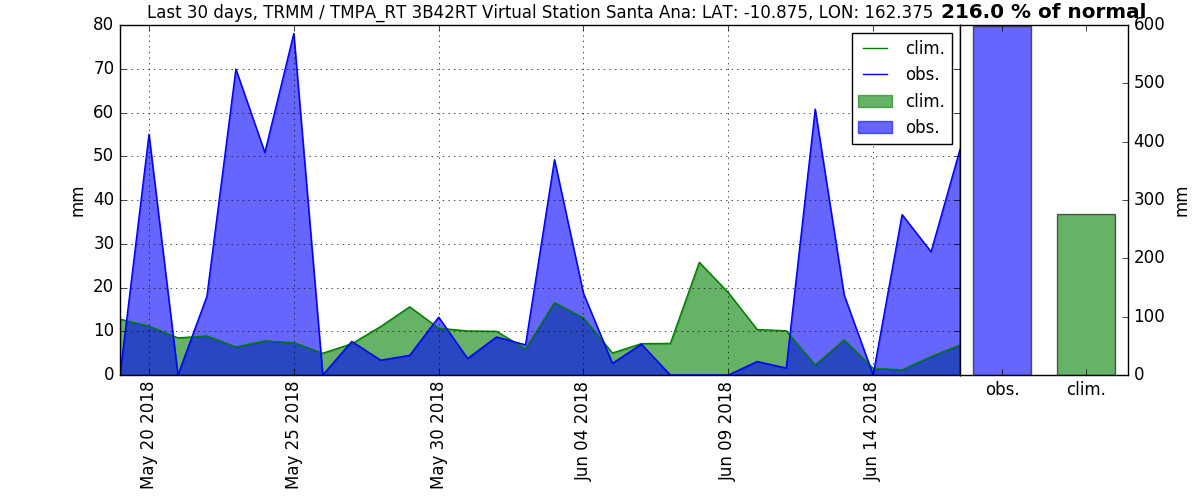 Last 30 days, TRMM / TMPA_RT 3B42RT Virtual Station Santa Ana: LAT: -10.875, LON: 162.375 216.0 % of normal
80
70
60
50
40
30
20
10
0
mm
clim.
obs.
clim.
obs.
600
500
400
300
200
100
0
mm
May 20 2018
May 25 2018
May 30 2018
Jun 04 2018
Jun 09 2018
Jun 14 2018
obs.
clim.